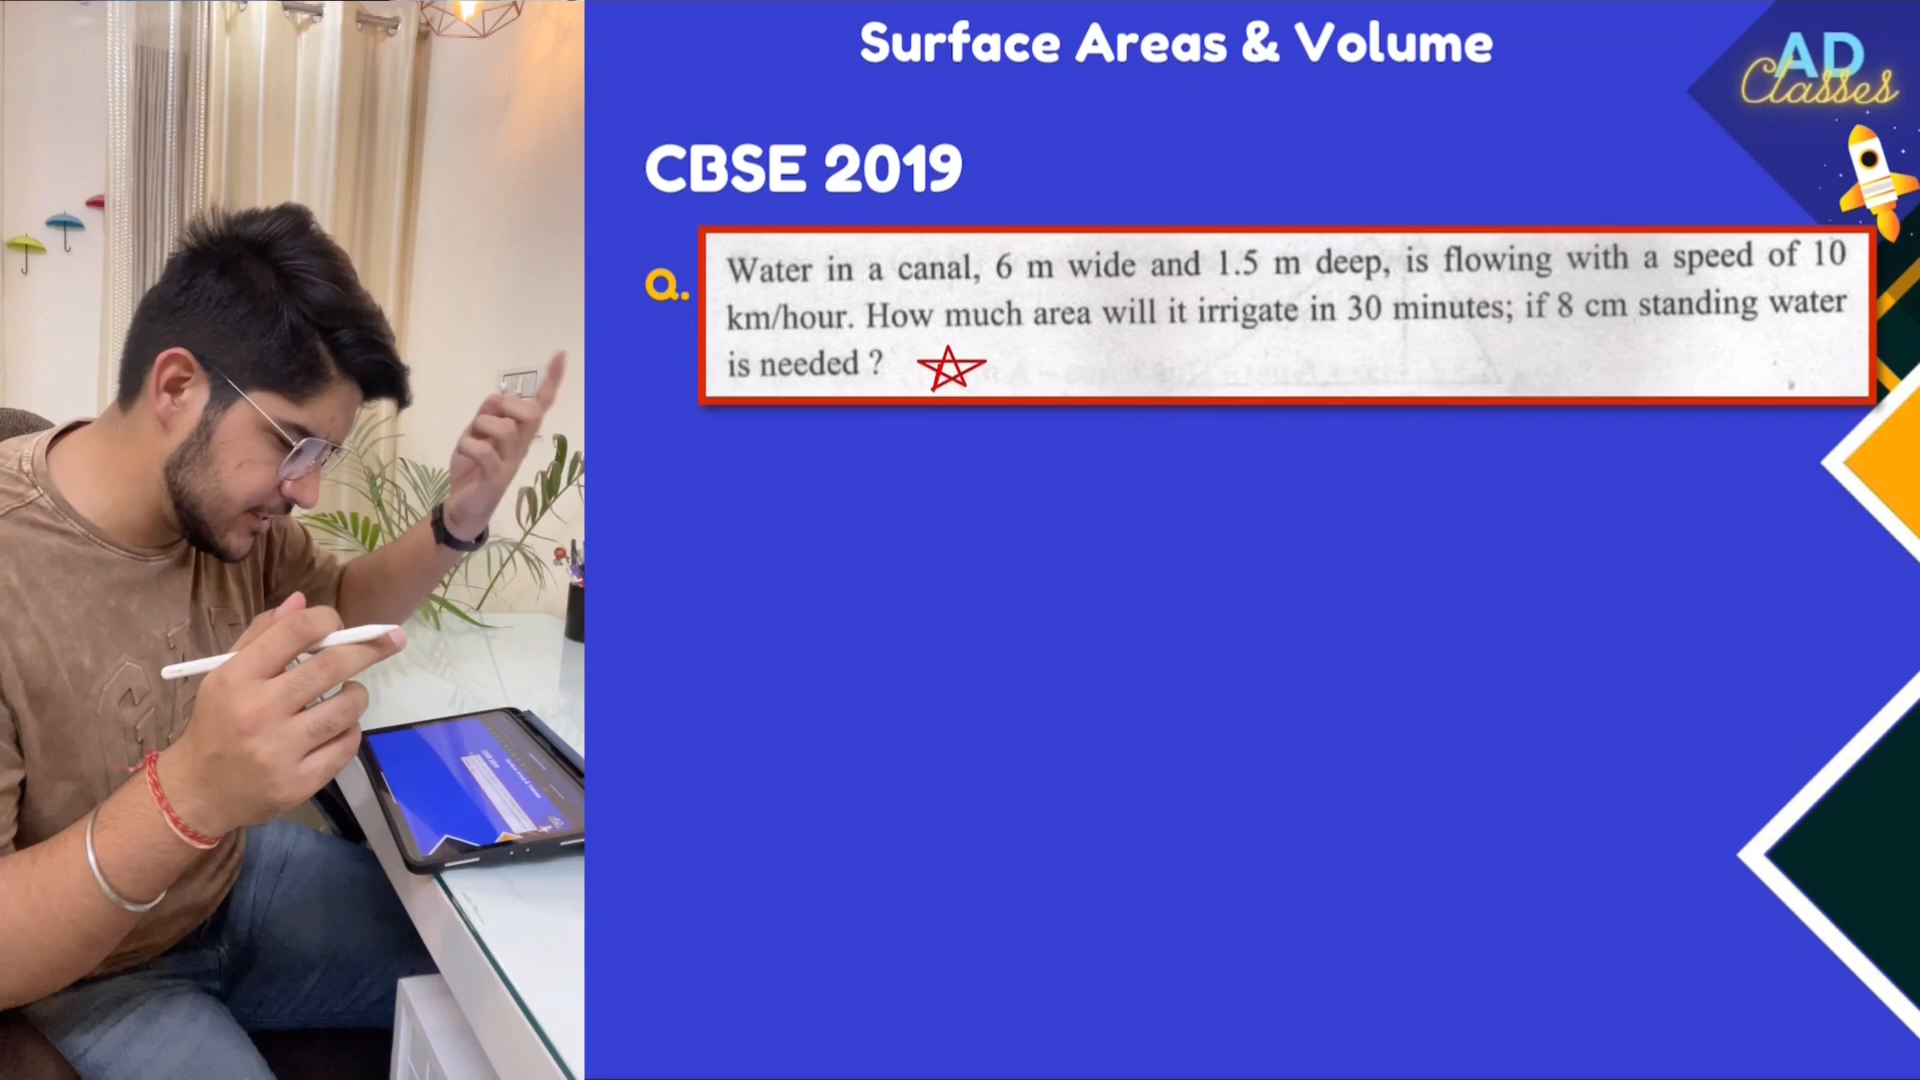 Surface Areas & Volume
AD
Classes
CBSE 2019
Q.
Water in a canal, 6 m wide and 1.5 m deep, is flowing with a speed of 10
km/hour. How much area will it irrigate in 30 minutes; if 8 cm standing water
is needed ?